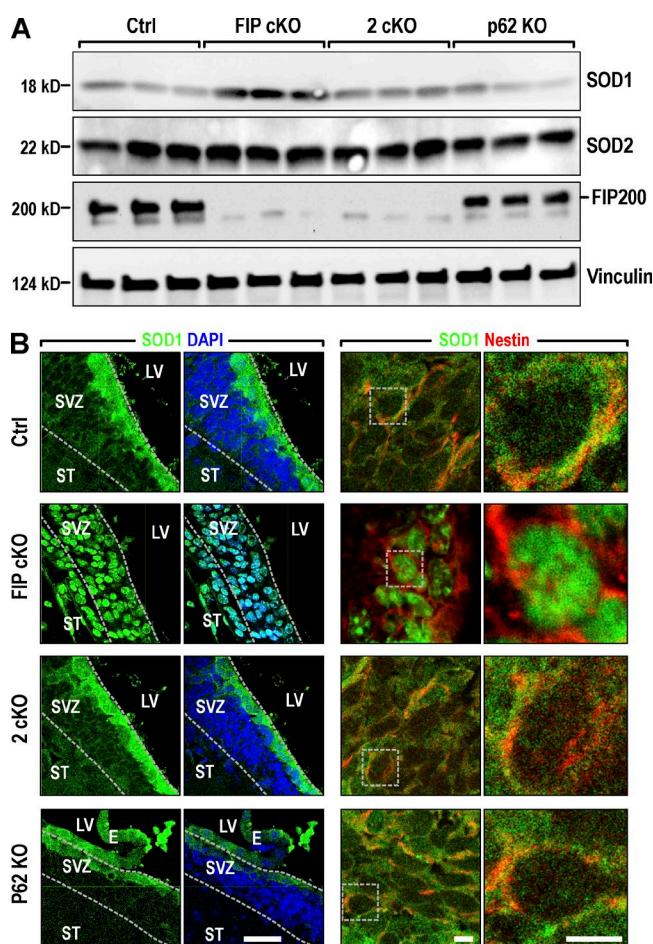 A
Ctrl FIP cKO 2 cKO p62 KO
18 kD SOD1
22 kD SOD2
200 kD FIP200
124 kD Vinculin
B
SOD1 DAPI SOD1 Nestin
Ctrl
LV LV
SVZ SVZ
ST ST
FIP cKO
SVZ LV SVZ LV
ST ST
2 cKO
LV LV
SVZ SVZ
ST ST
P62 KO
LV E LV E
SVZ SVZ
ST ST